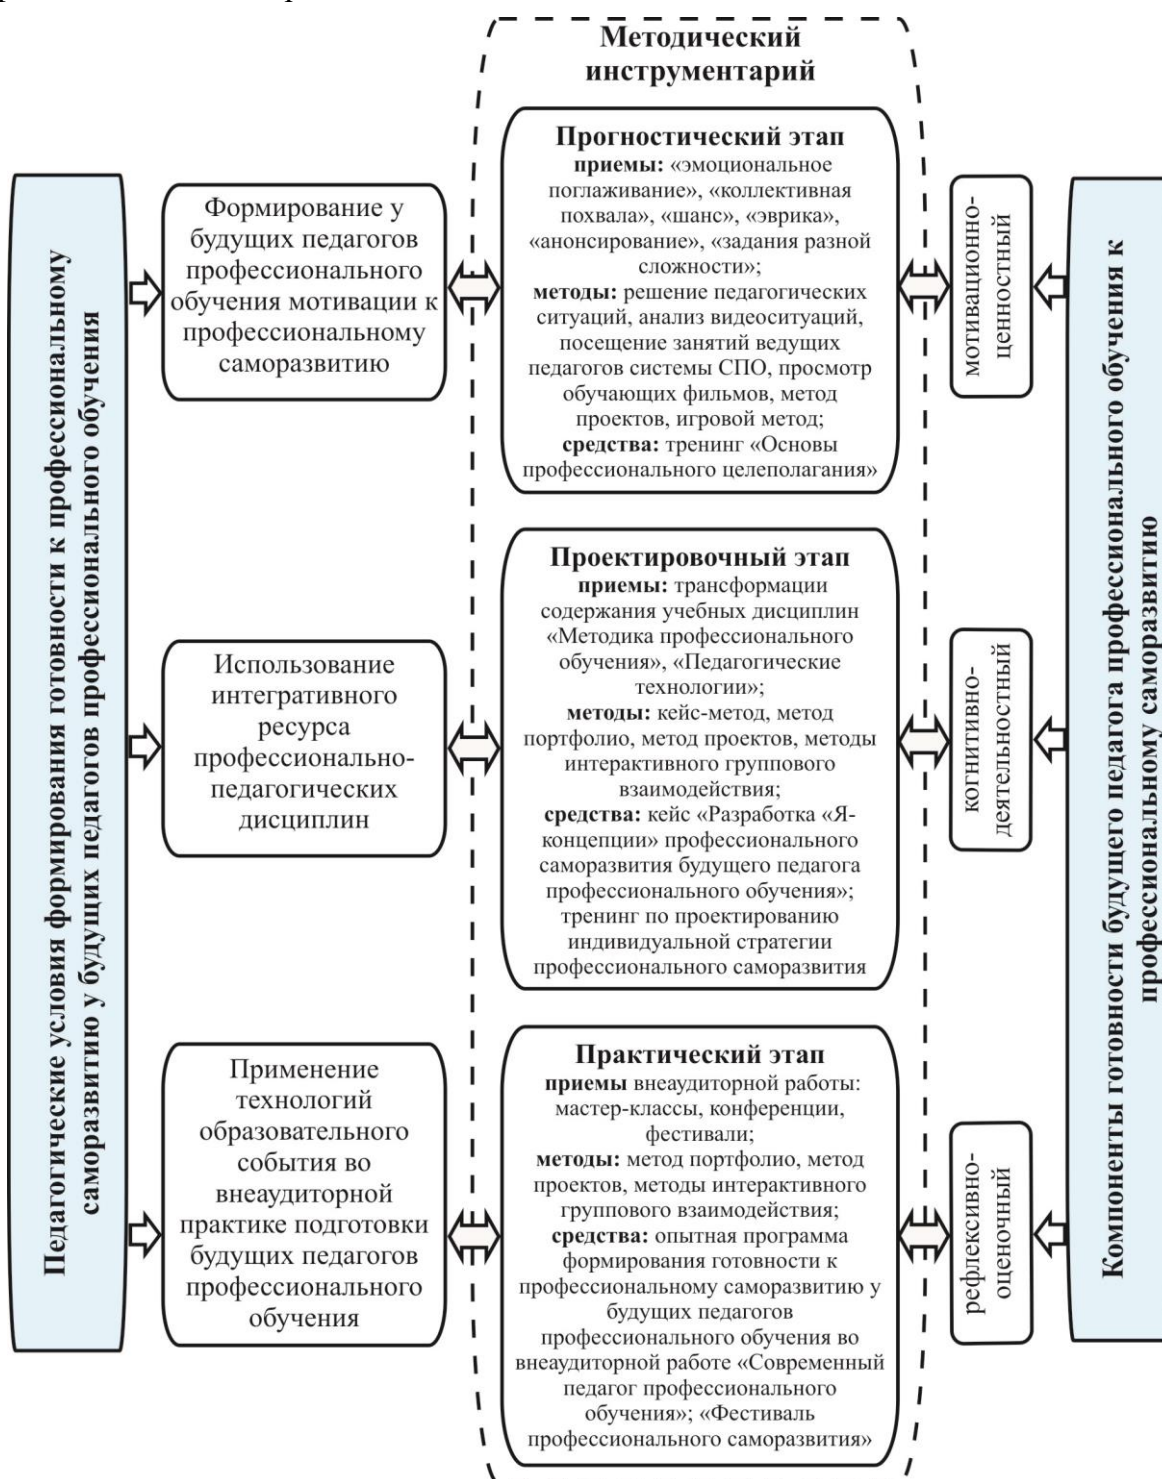 Методический
инструментарий
Педагогические условия формирования готовности к профессиональному
саморазвитию у будущих педагогов профессионального обучения
Формирование у
будущих педагогов
профессионального
обучения мотивации к
профессиональному
саморазвитию
Прогностический этап
приемы: «эмоциональное
поглаживание», «коллективная
похвала», «шанс», «эврика»,
«анонсирование», «задания разной
сложности»;
методы: решение педагогических
ситуаций, анализ видеоситуаций,
посещение занятий ведущих
педагогов системы СПО, просмотр
обучающих фильмов, метод
проектов, игровой метод;
средства: тренинг «Основы
профессионального целеполагания»
мотивационно-
ценностный
Использование
интегративного
ресурса
профессионально-
педагогических
дисциплин
Проектировочный этап
приемы: трансформации
содержания учебных дисциплин
«Методика профессионального
обучения», «Педагогические
технологии»;
методы: кейс-метод, метод
портфолио, метод проектов, методы
интерактивного группового
взаимодействия;
средства: кейс «Разработка «Я-
концепции» профессионального
саморазвития будущего педагога
профессионального обучения»;
тренинг по проектированию
индивидуальной стратегии
профессионального саморазвития
когнитивно-
деятельностный
Применение
технологий
образовательного
события во
внеаудиторной
практике подготовки
будущих педагогов
профессионального
обучения
Практический этап
приемы внеаудиторной работы:
мастер-классы, конференции,
фестивали;
методы: метод портфолио, метод
проектов, методы интерактивного
группового взаимодействия;
средства: опытная программа
формирования готовности к
профессиональному саморазвитию у
будущих педагогов
профессионального обучения во
внеаудиторной работе «Современный
педагог профессионального
обучения»; «Фестиваль
профессионального саморазвития»
рефлексивно-
оценочный
Компоненты готовности будущего педагога профессионального обучения к
профессиональному саморазвитию